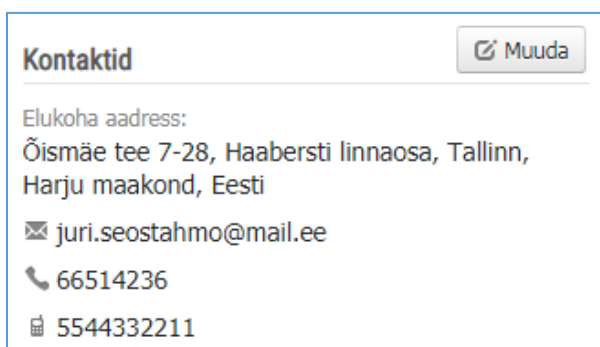 Kontaktid
Muuda
Elukoha aadress:
Õismäe tee 7-28, Haabersti linnaosa, Tallinn,
Harju maakond, Eesti
juri.seostahmo@mail.ee
66514236
5544332211